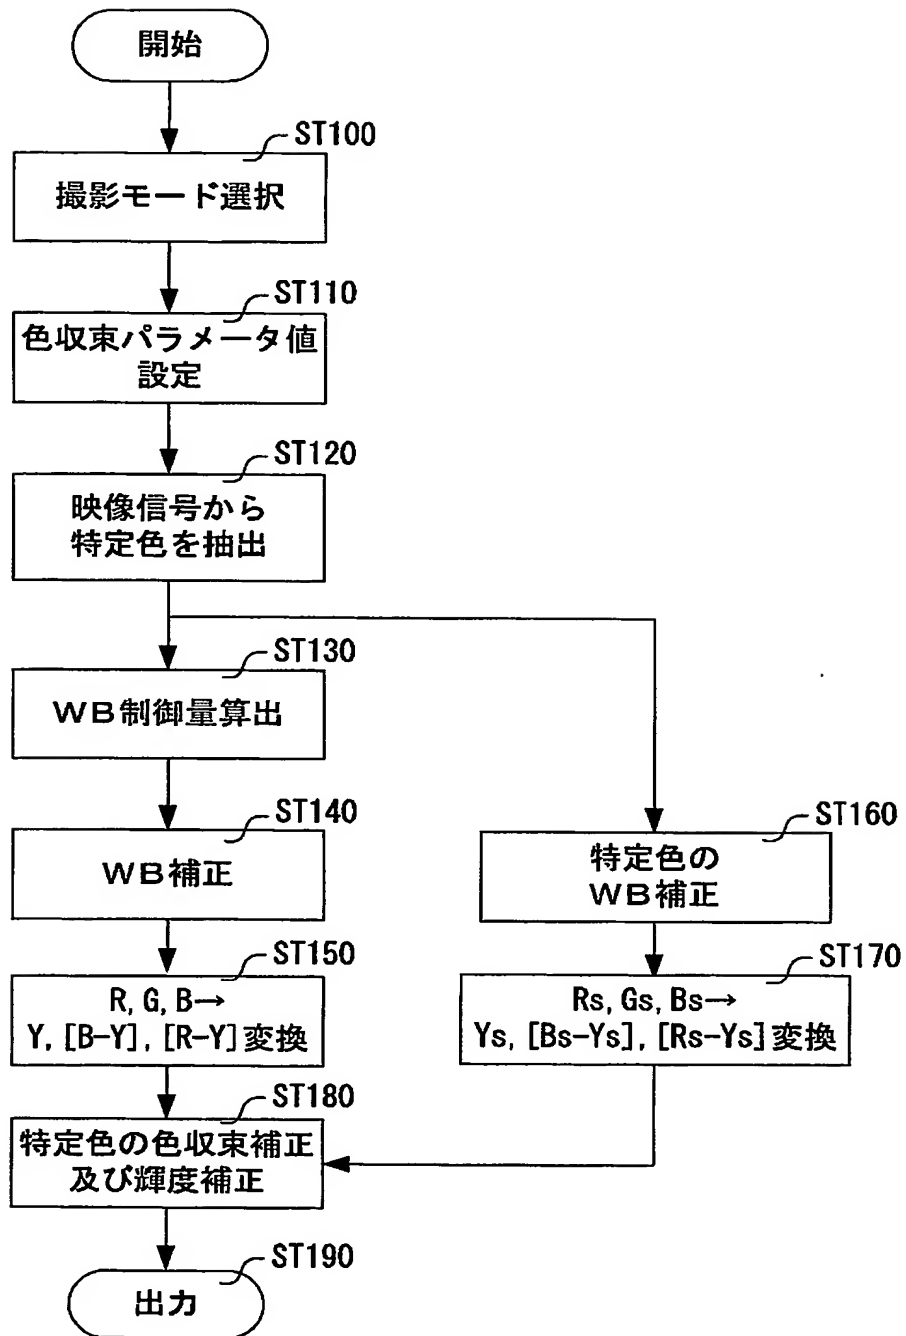 開始
ST100
撮影モード選択
ST110
色収束パラメータ値
設定
ST120
映像信号から
特定色を抽出
ST130
WB制御量算出
ST140
WB補正
ST160
特定色の
WB補正
ST150
R, G, B→
Y, [B-Y], [R-Y]変換
ST170
Rs, Gs, Bs→
Ys, [Bs-Ys], [Rs-Ys]変換
ST180
特定色の色収束補正
及び輝度補正
ST190
出力